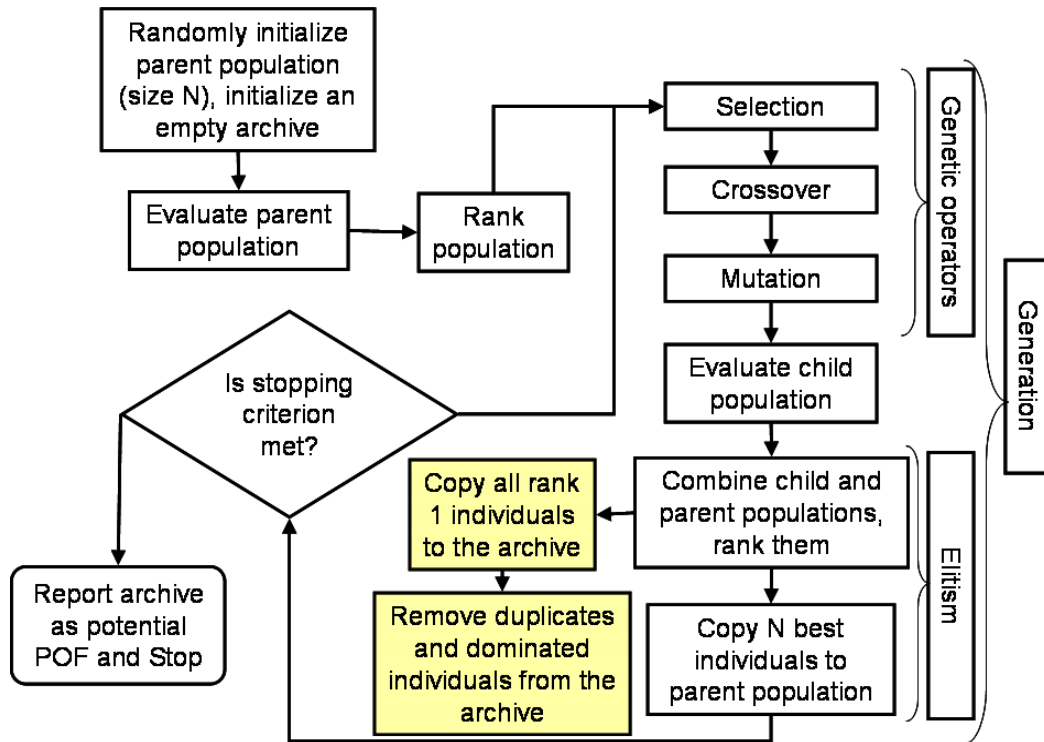 Randomly initialize
parent population
(size N), initialize an
empty archive
Evaluate parent
population
Rank
population
Selection
Crossover
Mutation
Evaluate child
population
Genetic operators
Generation
Is stopping
criterion
met?
Copy all rank
1 individuals
to the archive
Combine child and
parent populations,
rank them
Elitism
Report archive
as potential
POF and Stop
Remove duplicates
and dominated
individuals from the
archive
Copy N best
individuals to
parent population